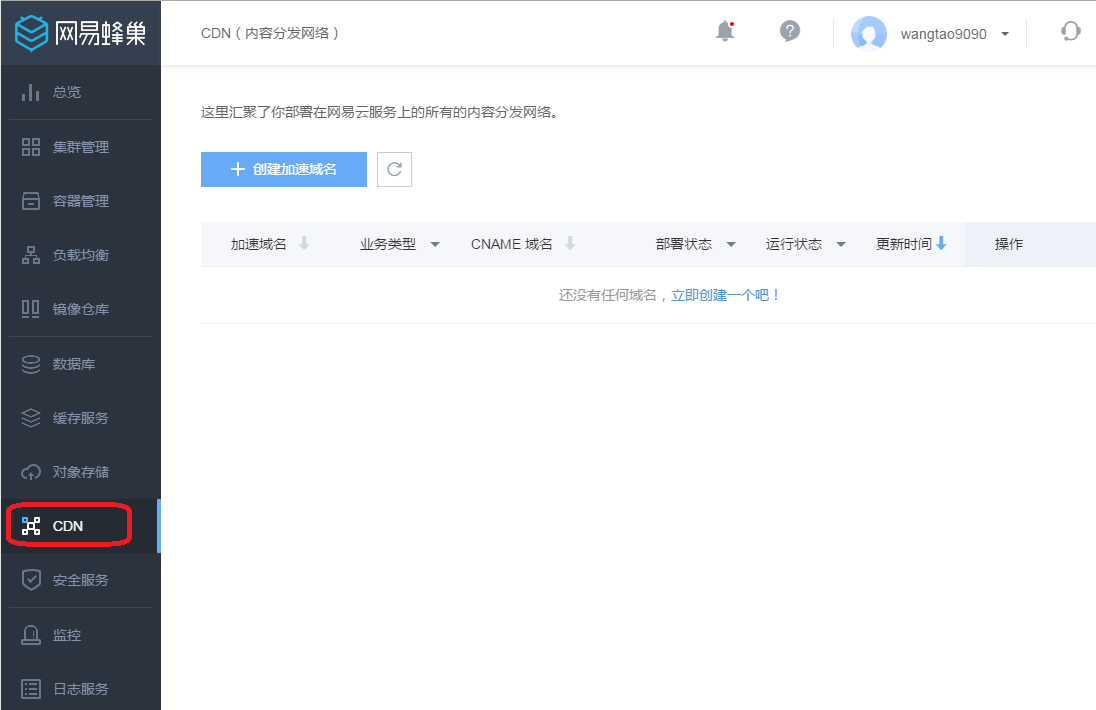 网易蜂巢
CDN（内容分发网络）
wangtao9090
总览
集群管理
容器管理
负载均衡
镜像仓库
数据库
缓存服务
对象存储
CDN
安全服务
监控
日志服务
这里汇聚了你部署在网易云服务上的所有的内容分发网络。
创建加速域名
加速域名 业务类型 CNAME 域名 部署状态 运行状态 更新时间 操作
还没有任何域名，立即创建一个吧！